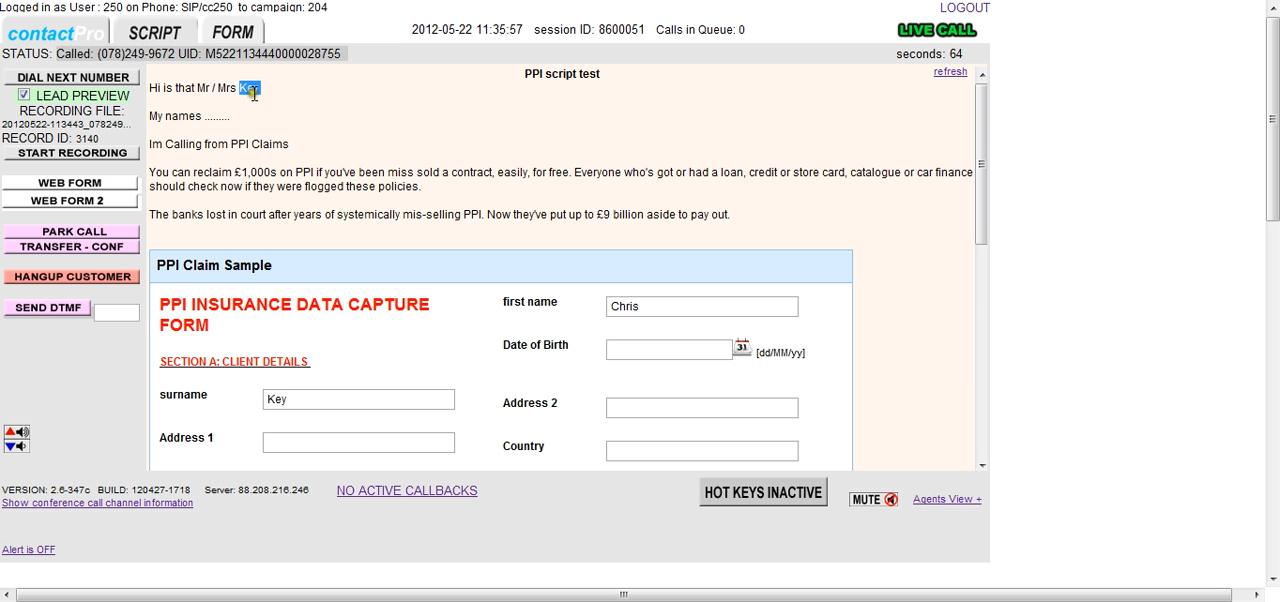 Logged in as User : 250 on Phone: SIP/cc250 to campaign: 204
LOGOUT
contactPro SCRIPT FORM
2012-05-22 11:35:57 session ID: 8600051 Calls in Queue: 0
LIVE CALL
STATUS: Called: (078)249-9672 UID: M5221134440000028755
seconds: 64
DIAL NEXT NUMBER
LEAD PREVIEW
RECORDING FILE:
20120522-113443_078249...
RECORD ID: 3140
START RECORDING
WEB FORM
WEB FORM 2
PARK CALL
TRANSFER - CONF
HANGUP CUSTOMER
SEND DTMF
PPI script test
refresh
Hi is that Mr / Mrs Key
My names .........
Im Calling from PPI Claims
You can reclaim £1,000s on PPI if you've been miss sold a contract, easily, for free. Everyone who's got or had a loan, credit or store card, catalogue or car finance
should check now if they were flogged these policies.
The banks lost in court after years of systemically mis-selling PPI. Now they've put up to £9 billion aside to pay out.
PPI Claim Sample
PPI INSURANCE DATA CAPTURE
FORM
SECTION A: CLIENT DETAILS
surname Key
Address 1
first name Chris
Date of Birth 31 [dd/MM/yy]
Address 2
Country
VERSION: 2.6-347c BUILD: 120427-1718 Server: 88.208.216.246
Show conference call channel information
NO ACTIVE CALLBACKS
HOT KEYS INACTIVE
MUTE
Agents View +
Alert is OFF